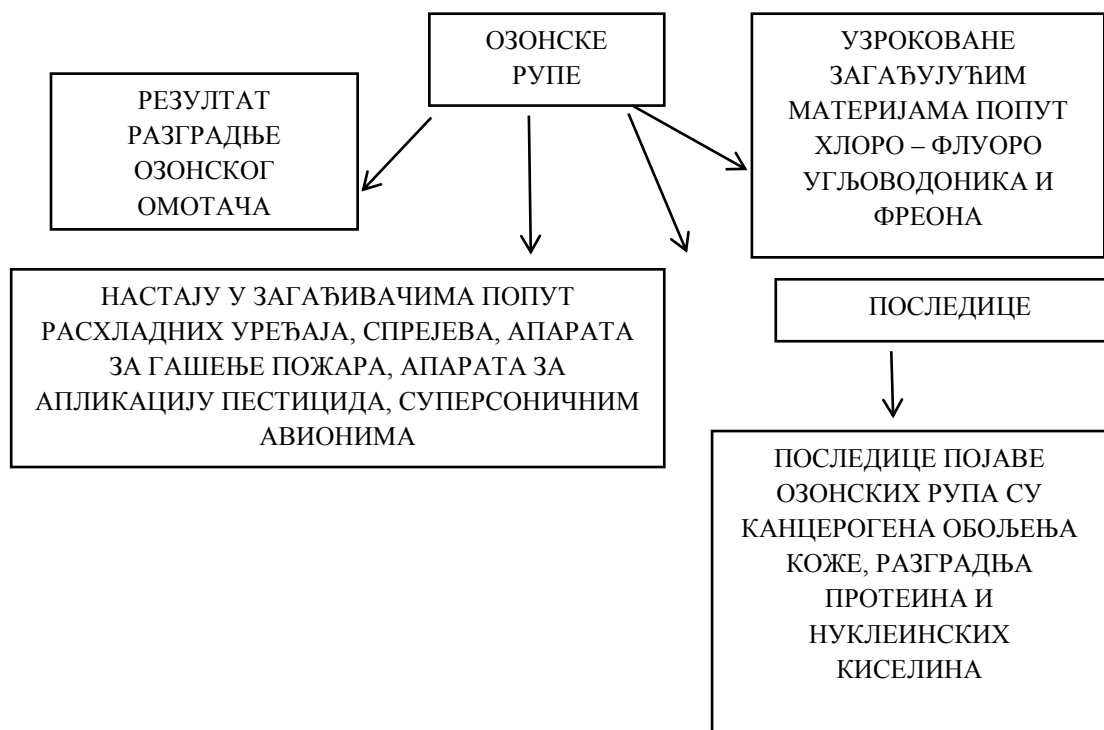 ОЗОНСКЕ
РУПЕ
РЕЗУЛТАТ
РАЗГРАДЊЕ
ОЗОНСКОГ
ОМОТАЧА
УЗРОКОВАНЕ
ЗАГАЂУЈУЋИМ
МАТЕРИЈАМА ПОПУТ
ХЛОРО – ФЛУОРО
УГЉОВОДОНИКА И
ФРЕОНА
НАСТАЈУ У ЗАГАЂИВАЧИМА ПОПУТ
РАСХЛАДНИХ УРЕЂАЈА, СПРЕЈЕВА, АПАРАТА
ЗА ГАШЕЊЕ ПОЖАРА, АПАРАТА ЗА
АПЛИКАЦИЈУ ПЕСТИЦИДА, СУПЕРСОНИЧНИМ
АВИОНИМА
ПОСЛЕДИЦЕ
ПОСЛЕДИЦЕ ПОЈАВЕ
ОЗОНСКИХ РУПА СУ
КАНЦЕРОГЕНА ОБОЉЕЊА
КОЖЕ, РАЗГРАДЊА
ПРОТЕИНА И
НУКЛЕИНСКИХ
КИСЕЛИНА